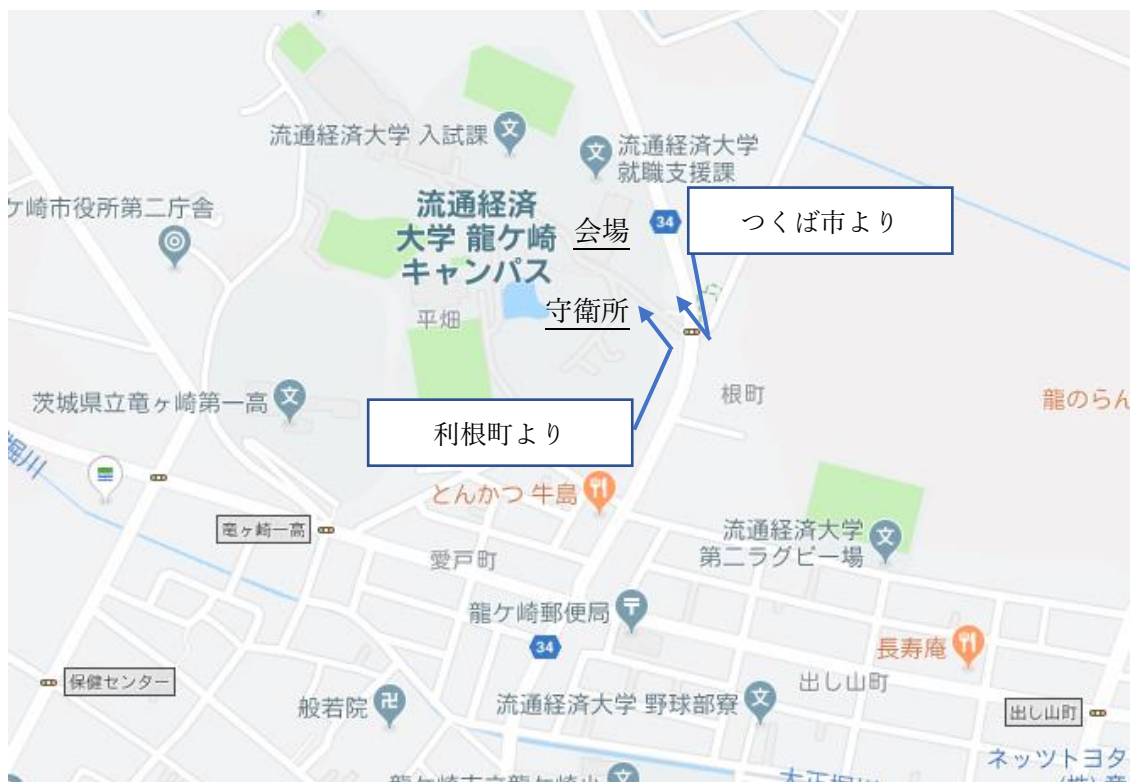 流通経済大学 入試課
流通経済大学
就職支援課
ケ崎市役所第二庁舎
流通経済
大学 龍ケ崎
キャンパス
会場
34
つくば市より
守衛所
平畑
茨城県立竜ヶ崎第一高
根町
龍のらん
利根町より
堀川
とんかつ 牛島
竜ヶ崎一高
愛戸町
流通経済大学
第二ラグビー場
龍ケ崎郵便局
34
長寿庵
保健センター
般若院
流通経済大学 野球部寮
出し山町
出し山町
ネッツトヨタ